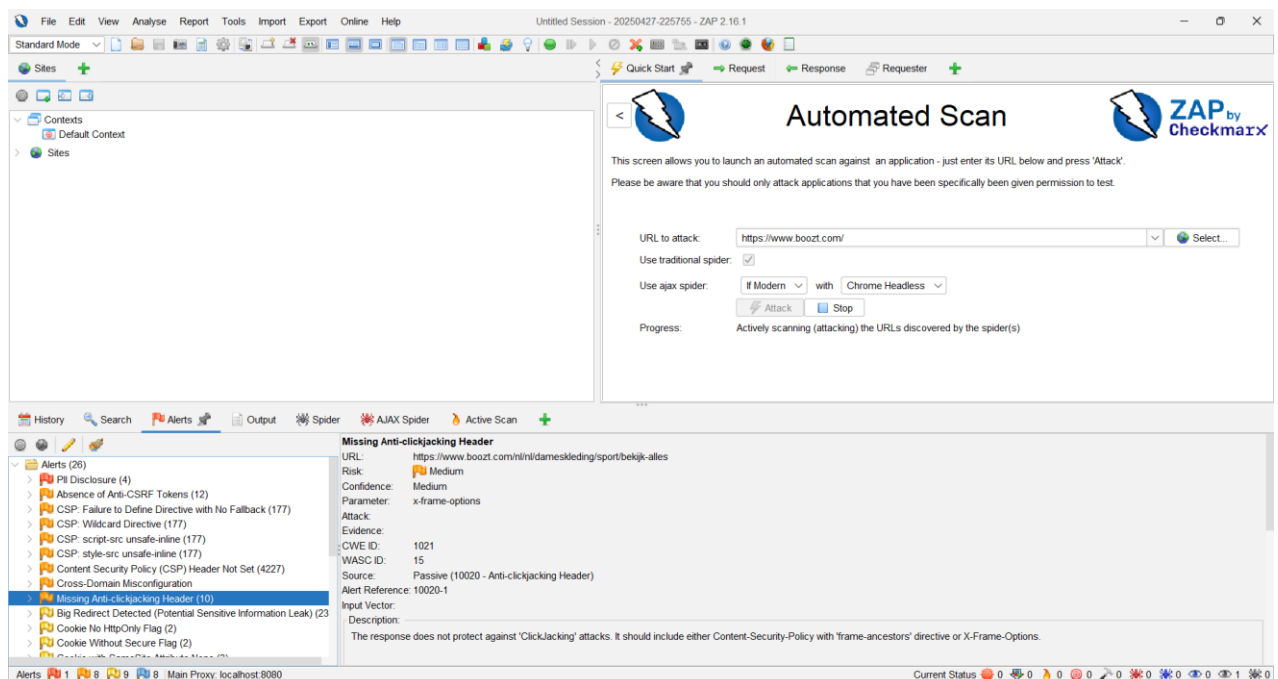 File Edit View Analyse Report Tools Import Export Online Help
Untitled Session - 20250427-225755 - ZAP 2.16.1
Standard Mode
Sites
Quick Start Request Response Requester
Contexts
Default Context
Sites
<
Automated Scan
ZAP by
Checkmarx
This screen allows you to launch an automated scan against an application - just enter its URL below and press 'Attack'.
Please be aware that you should only attack applications that you have been specifically been given permission to test.
URL to attack: https://www.boozt.com/ Select...
Use traditional spider:
Use ajax spider: If Modern with Chrome Headless
Attack Stop
Progress: Actively scanning (attacking) the URLs discovered by the spider(s)
History Search Alerts Output Spider AJAX Spider Active Scan
Alerts (26)
PII Disclosure (4)
Absence of Anti-CSRF Tokens (12)
CSP: Failure to Define Directive with No Fallback (177)
CSP: Wildcard Directive (177)
CSP: script-src unsafe-inline (177)
CSP: style-src unsafe-inline (177)
Content Security Policy (CSP) Header Not Set (4227)
Cross-Domain Misconfiguration
Missing Anti-clickjacking Header (10)
Big Redirect Detected (Potential Sensitive Information Leak) (23
Cookie No HttpOnly Flag (2)
Cookie Without Secure Flag (2)
Missing Anti-clickjacking Header
URL: https://www.boozt.com/nl/nl/dameskleding/sport/bekijk-alles
Risk: Medium
Confidence: Medium
Parameter: x-frame-options
Attack:
Evidence:
CWE ID: 1021
WASC ID: 15
Source: Passive (10020 - Anti-clickjacking Header)
Alert Reference: 10020-1
Input Vector:
Description:
The response does not protect against 'ClickJacking' attacks. It should include either Content-Security-Policy with 'frame-ancestors' directive or X-Frame-Options.
Alerts 1 8 9 8 Main Proxy: localhost:8080
Current Status 0 0 0 0 0 0 0 0 1 0